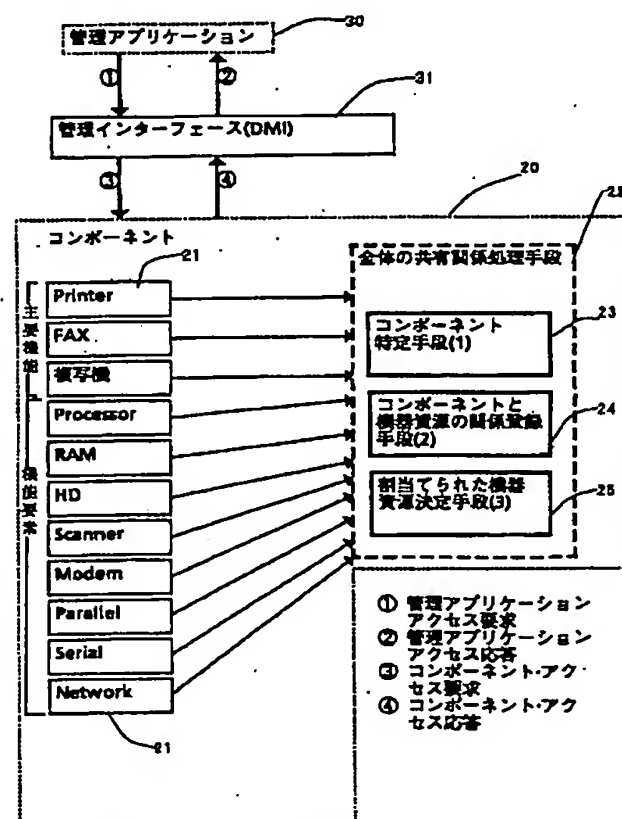 管理アプリケーション
30
①
②
31
管理インターフェース(DMI)
③
④
20
コンポーネント
21
22
全体の共有関係処理手段
主要機能
Printer
FAX
複写機
コンポーネント
特定手段(1)
23
機能要素
Processor
RAM
HD
Scanner
Modem
Parallel
Serial
Network
21
コンポーネントと
機器資源の関係登録
手段(2)
24
割当てられた機器
資源決定手段(3)
25
① 管理アプリケーション
アクセス要求
② 管理アプリケーション
アクセス応答
③ コンポーネント・アク
セス要求
④ コンポーネント・アク
セス応答